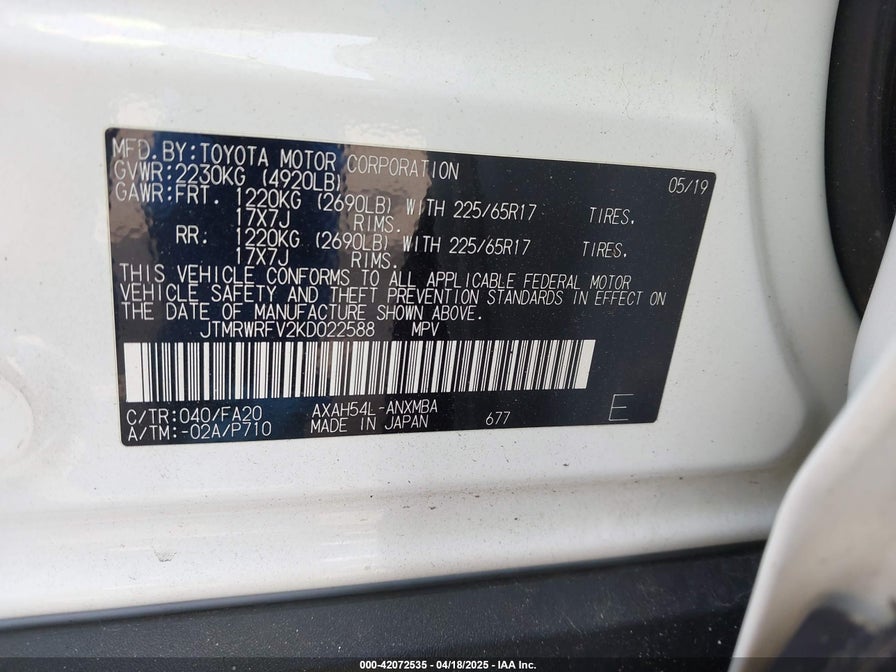 MFD.BY:TOYOTA MOTOR CORPORATION 05/19
GVWR:2230KG (4920LB)
GAWR:FRT. 1220KG (2690LB) WITH 225/65R17 TIRES.
17X7J RIMS.
RR: 1220KG (2690LB) WITH 225/65R17 TIRES.
17X7J RIMS.
THIS VEHICLE CONFORMS TO ALL APPLICABLE FEDERAL MOTOR
VEHICLE SAFETY AND THEFT PREVENTION STANDARDS IN EFFECT ON
THE DATE OF MANUFACTURE SHOWN ABOVE.
JTMRWRFV2KD022588 MPV
C/TR:040/FA20 AXAH54L-ANXMBA
A/TM:-02A/P710 MADE IN JAPAN 677 E
000-42072535 - 04/18/2025 - IAA Inc.